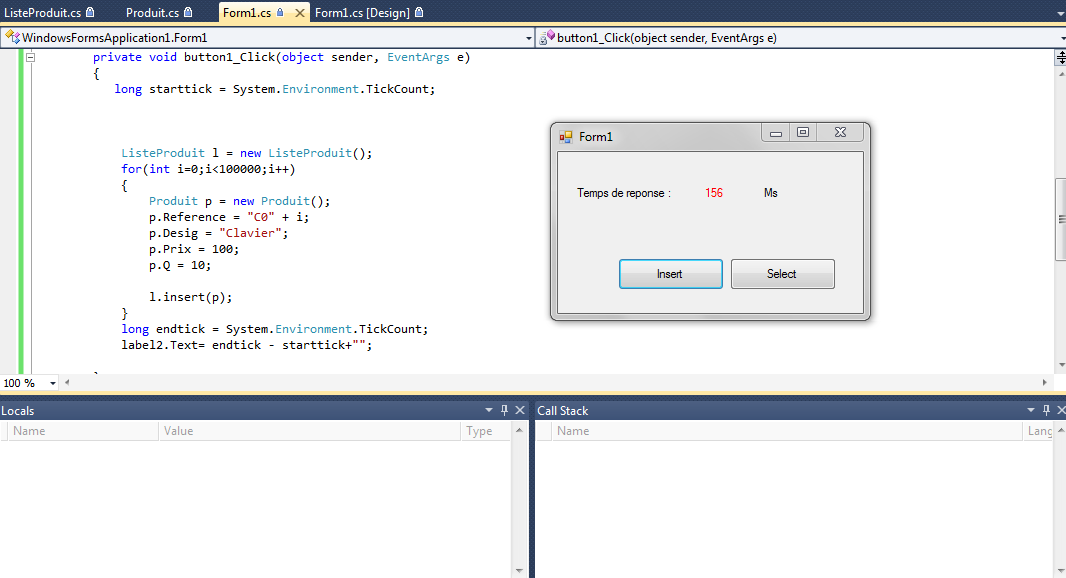 ListeProduit.cs Produit.cs Form1.cs Form1.cs [Design]
WindowsFormsApplication1.Form1 button1_Click(object sender, EventArgs e)
private void button1_Click(object sender, EventArgs e)
{
long starttick = System.Environment.TickCount;
ListeProduit l = new ListeProduit();
for(int i=0;i<100000;i++)
{
Produit p = new Produit();
p.Reference = "C0" + i;
p.Desig = "Clavier";
p.Prix = 100;
p.Q = 10;
l.insert(p);
}
long endtick = System.Environment.TickCount;
label2.Text= endtick - starttick+"";
Form1
Temps de reponse : 156 Ms
Insert Select
100 %
Locals
Name Value Type
Call Stack
Name Lang